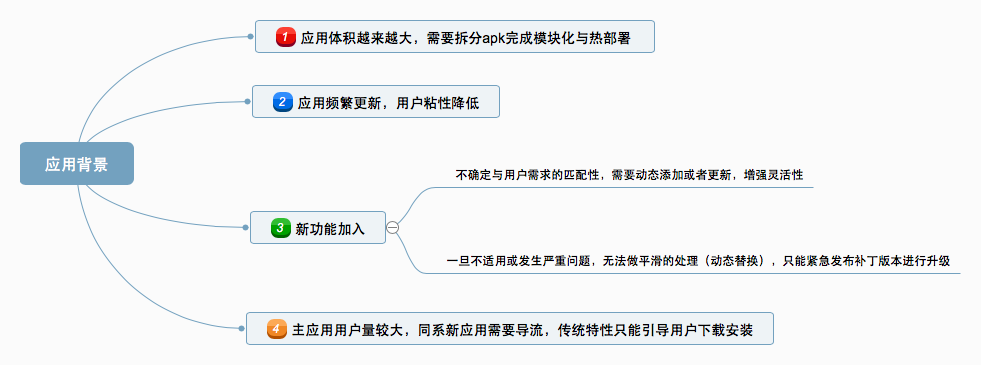 1 应用体积越来越大，需要拆分apk完成模块化与热部署
2 应用频繁更新，用户粘性降低
应用背景
不确定与用户需求的匹配性，需要动态添加或者更新，增强灵活性
3 新功能加入
一旦不适用或发生严重问题，无法做平滑的处理（动态替换），只能紧急发布补丁版本进行升级
4 主应用用户量较大，同系新应用需要导流，传统特性只能引导用户下载安装